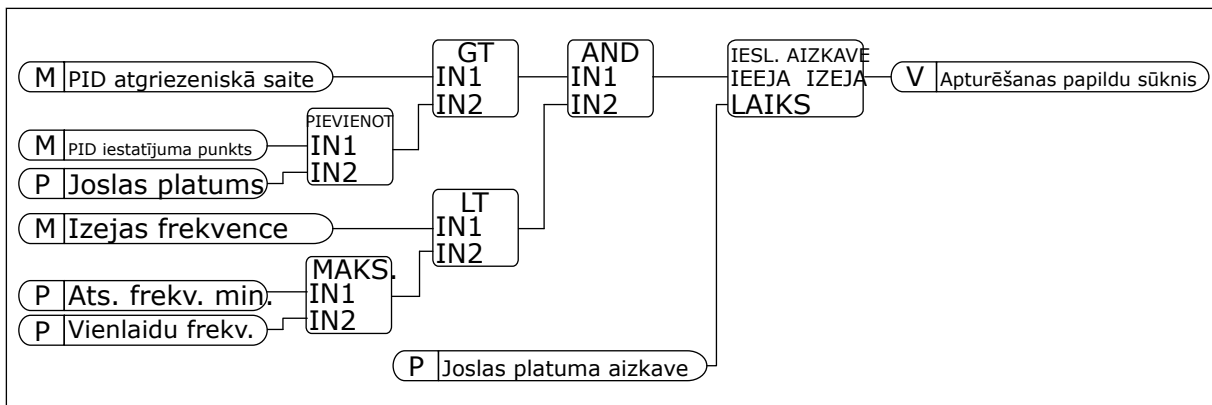 GT
AND
IESL. AIZKAVE
M PID atgriezeniskā saite
IN1
IN1
IEEJA IZEJA
V Apturēšanas papildu sūknis
IN2
IN2
LAIKS
PIEVIENOT
M PID iestatījuma punkts
IN1
P Joslas platums
IN2
LT
M Izejas frekvence
IN1
IN2
MAKS.
P Ats. frekv. min.
IN1
P Vienlaidu frekv.
IN2
P Joslas platuma aizkave